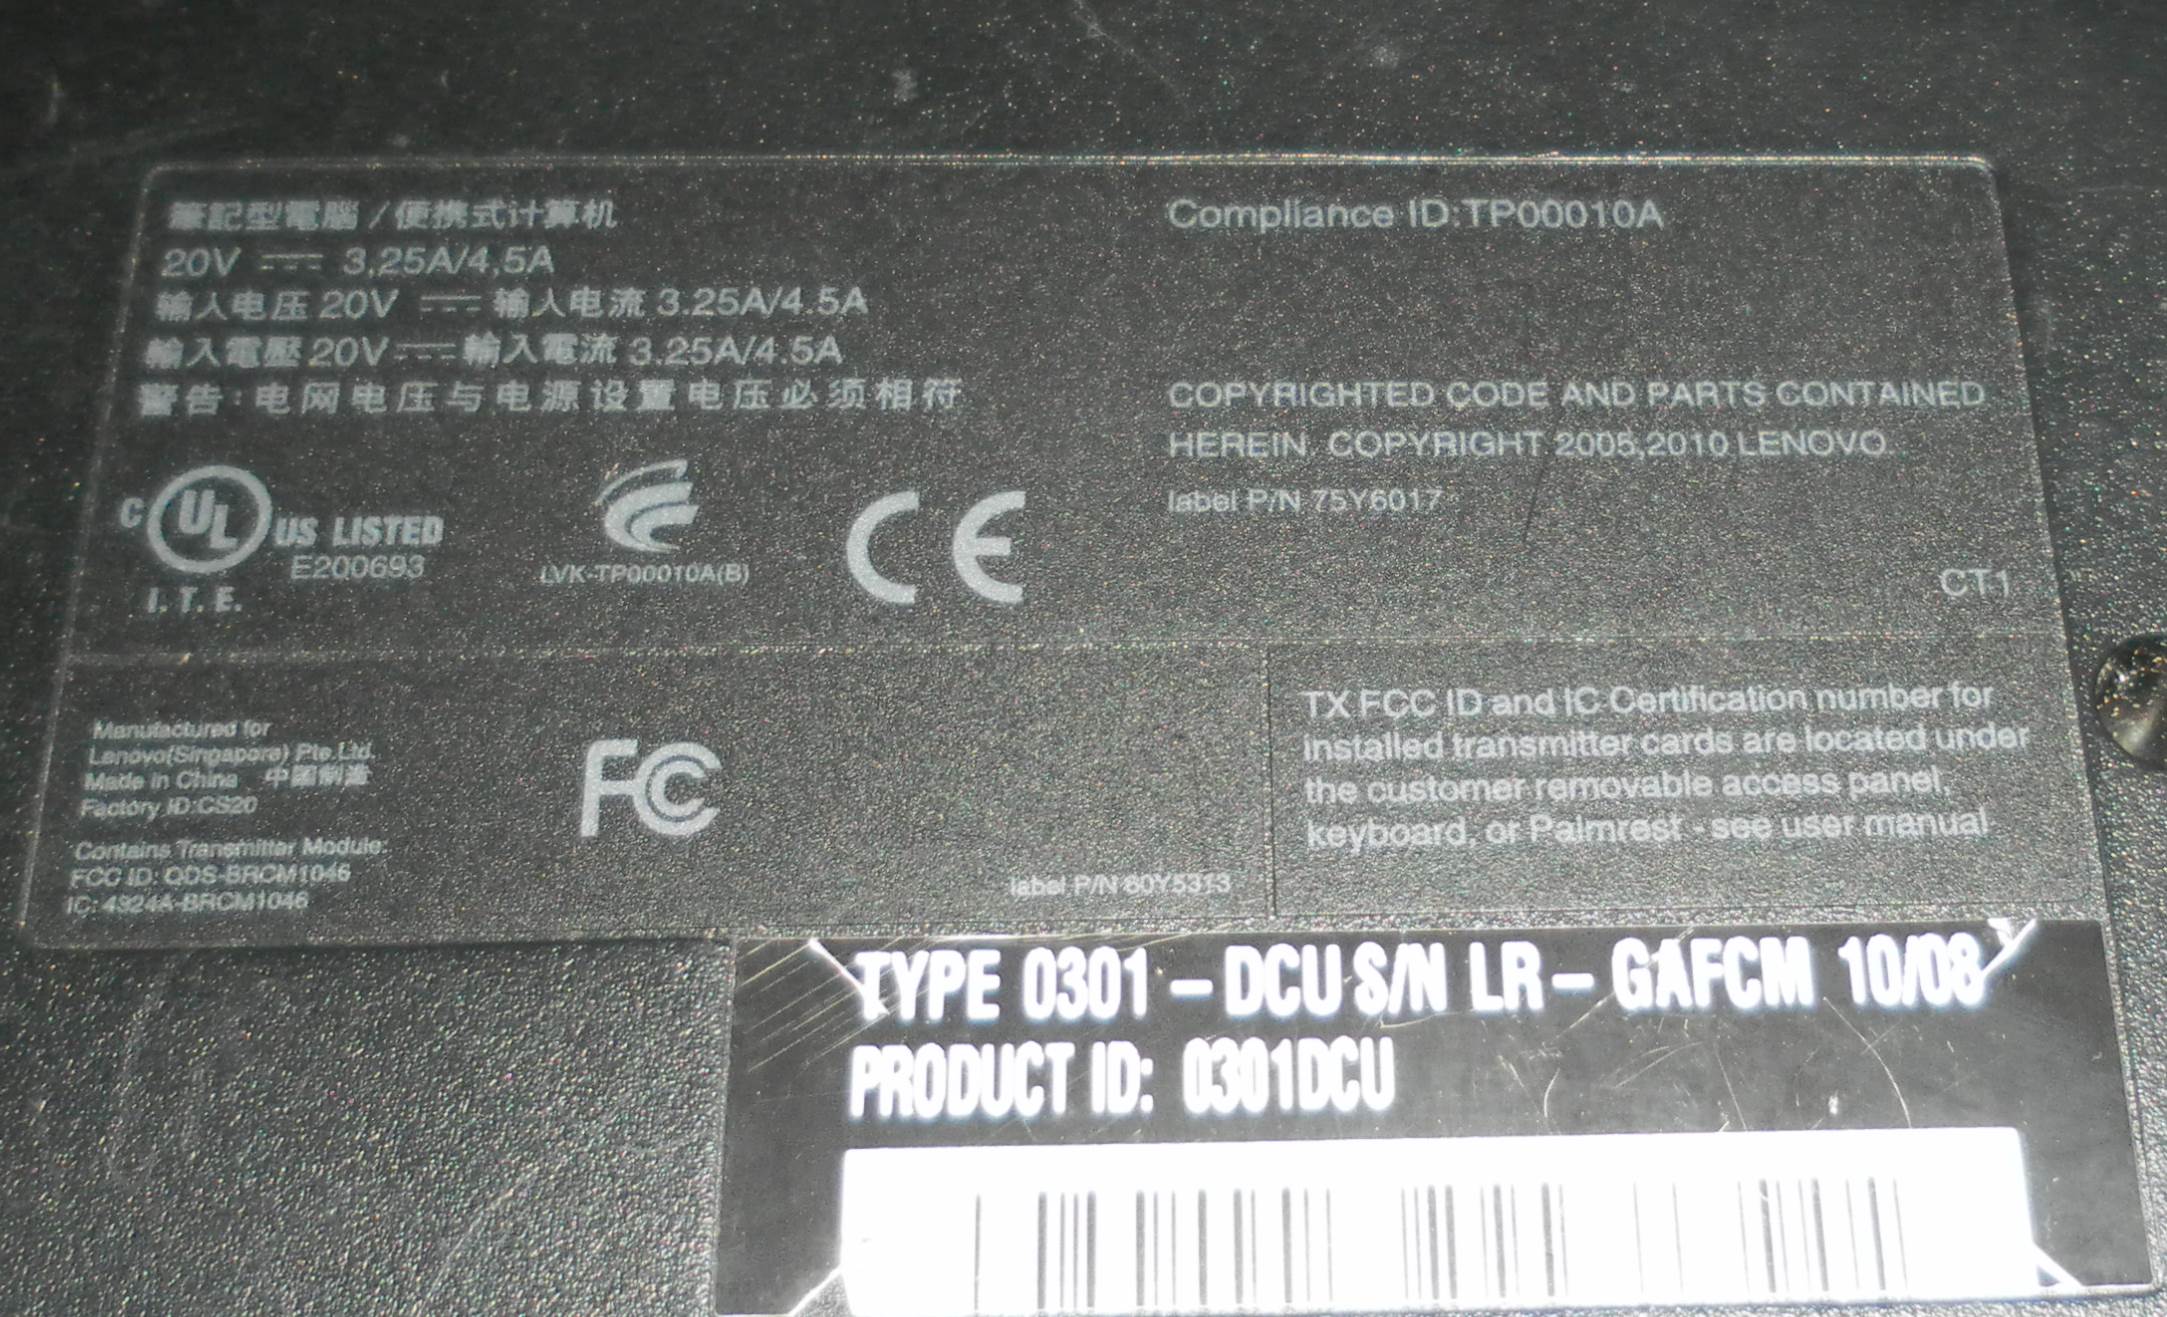 筆記型電腦 / 便携式计算机
20V ⎓ 3.25A/4.5A
输入电压 20V ⎓ 输入电流 3.25A/4.5A
輸入電壓 20V ⎓ 輸入電流 3.25A/4.5A
警告:电网电压与电源设置电压必须相符
C UL US LISTED
E200693
I.T.E.
LVK-TP00010A(B)
CE
Compliance ID:TP00010A
COPYRIGHTED CODE AND PARTS CONTAINED
HEREIN. COPYRIGHT 2005,2010 LENOVO.
label P/N 75Y6017
CT1
Manufactured for
Lenovo(Singapore) Pte.Ltd.
Made in China 中國制造
Factory ID:CS20
Contains Transmitter Module:
FCC ID: QDS-BRCM1046
IC: 4324A-BRCM1046
FC
label P/N 60Y5313
TX FCC ID and IC Certification number for
installed transmitter cards are located under
the customer removable access panel,
keyboard, or Palmrest - see user manual
TYPE 0301 - DCU S/N LR - GAFCM 10/08
PRODUCT ID: 0301DCU